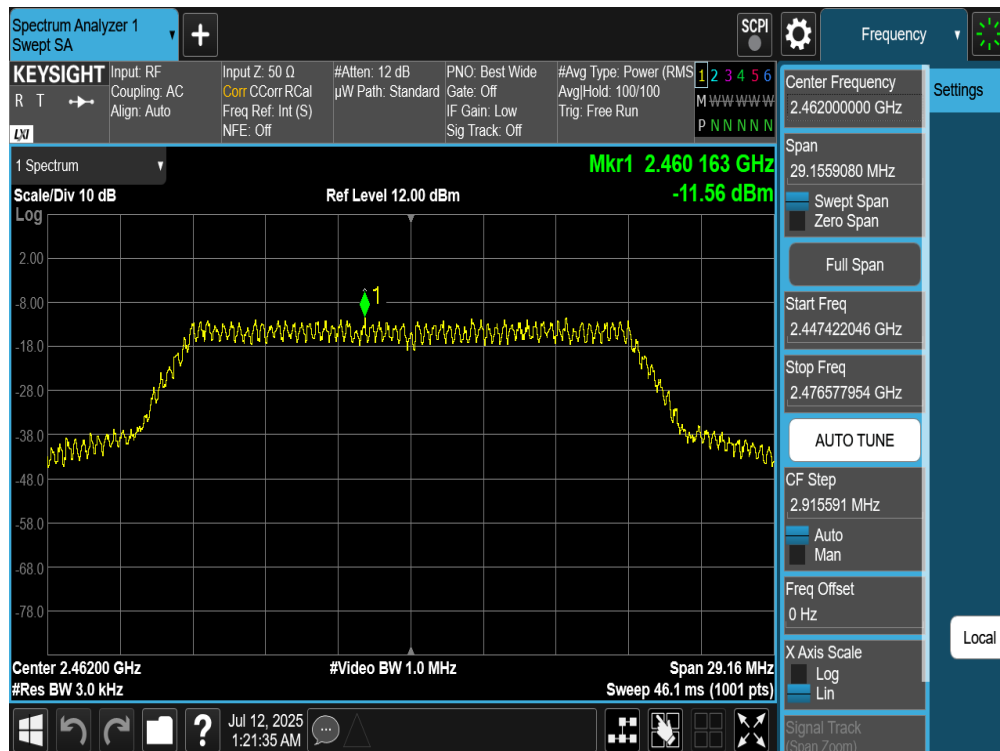 Spectrum Analyzer 1
Swept SA
+
SCPI
Frequency
KEYSIGHT
R T
LXI
Input: RF
Coupling: AC
Align: Auto
Input Z: 50 Ω
Corr CCorr RCal
Freq Ref: Int (S)
NFE: Off
#Atten: 12 dB
µW Path: Standard
PNO: Best Wide
Gate: Off
IF Gain: Low
Sig Track: Off
#Avg Type: Power (RMS
Avg|Hold: 100/100
Trig: Free Run
1 2 3 4 5 6
M W W W W W
P N N N N N
1 Spectrum
Mkr1 2.460 163 GHz
-11.56 dBm
Scale/Div 10 dB
Ref Level 12.00 dBm
Log
2.00
-8.00
-18.0
-28.0
-38.0
-48.0
-58.0
-68.0
-78.0
1
Center 2.46200 GHz
#Video BW 1.0 MHz
Span 29.16 MHz
#Res BW 3.0 kHz
Sweep 46.1 ms (1001 pts)
Center Frequency
2.462000000 GHz
Span
29.1559080 MHz
Swept Span
Zero Span
Full Span
Start Freq
2.447422046 GHz
Stop Freq
2.476577954 GHz
AUTO TUNE
CF Step
2.915591 MHz
Auto
Man
Freq Offset
0 Hz
X Axis Scale
Log
Lin
Signal Track
(Span Zoom)
Settings
Local
?
Jul 12, 2025
1:21:35 AM